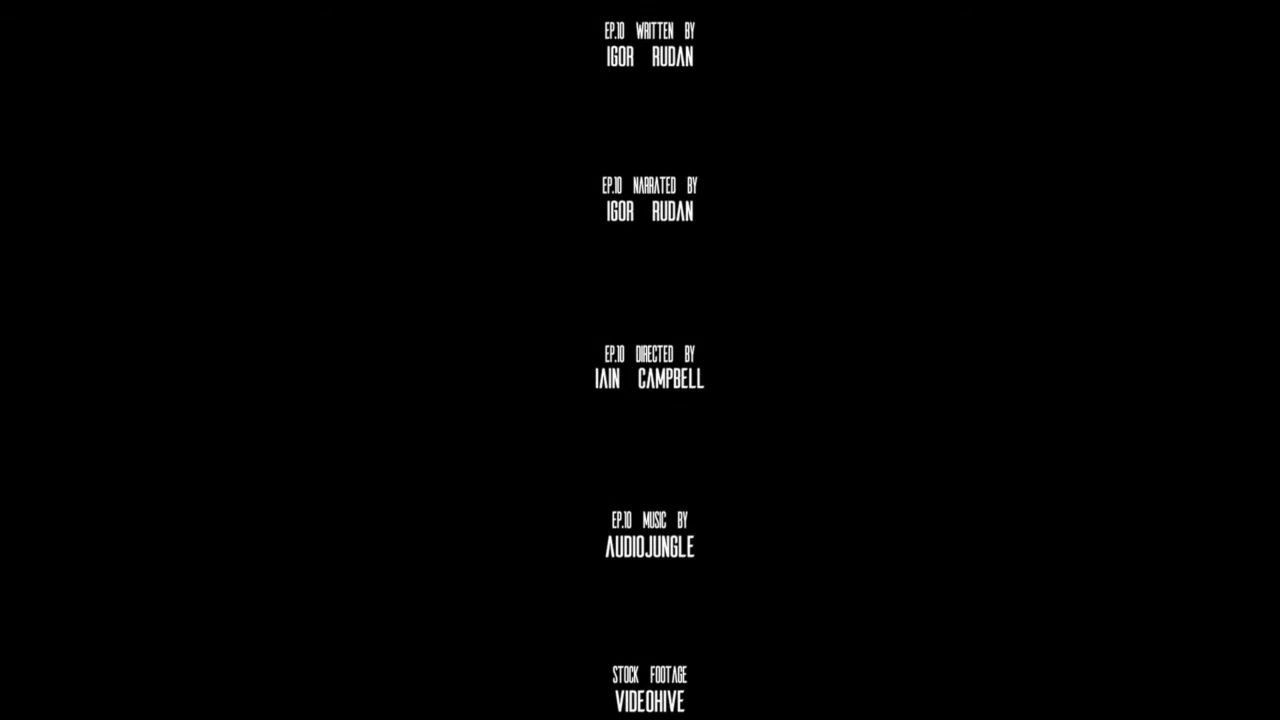 EP.10 WRITTEN BY
IGOR RUDAN
EP.10 NARRATED BY
IGOR RUDAN
EP.10 DIRECTED BY
IAIN CAMPBELL
EP.10 MUSIC BY
AUDIOJUNGLE
STOCK FOOTAGE
VIDEOHIVE